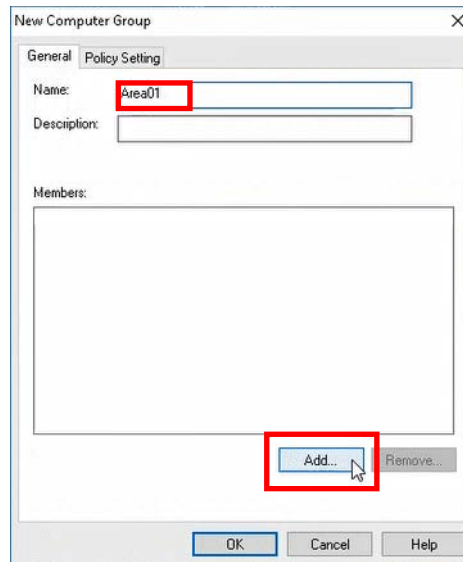 New Computer Group
General Policy Setting
Name: Area01
Description:
Members:
Add... Remove...
OK Cancel Help